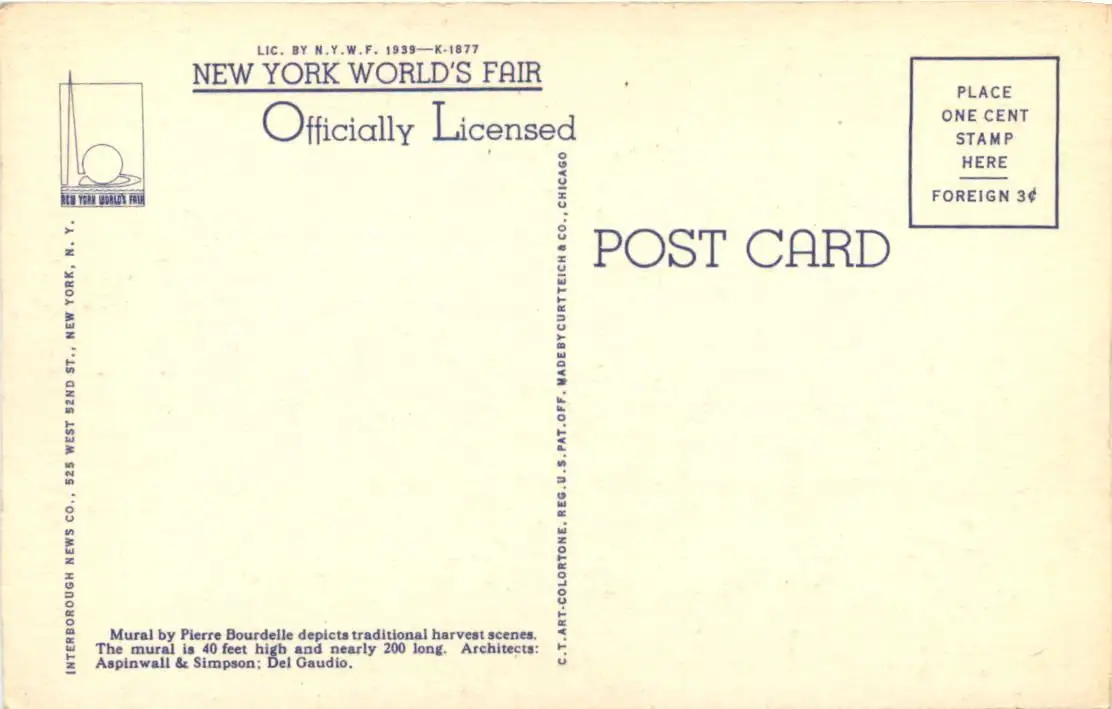 LIC. BY N.Y.W.F. 1939—K-1877
NEW YORK WORLD'S FAIR
Officially Licensed
NEW YORK WORLD'S FAIR
INTERBOROUGH NEWS CO., 525 WEST 52ND ST., NEW YORK, N. Y.
Mural by Pierre Bourdelle depicts traditional harvest scenes.
The mural is 40 feet high and nearly 200 long. Architects:
Aspinwall & Simpson; Del Gaudio.
C.T. ART-COLORTONE, REG. U.S. PAT. OFF. MADE BY CURT TEICH & CO., CHICAGO
POST CARD
PLACE
ONE CENT
STAMP
HERE
FOREIGN 3¢